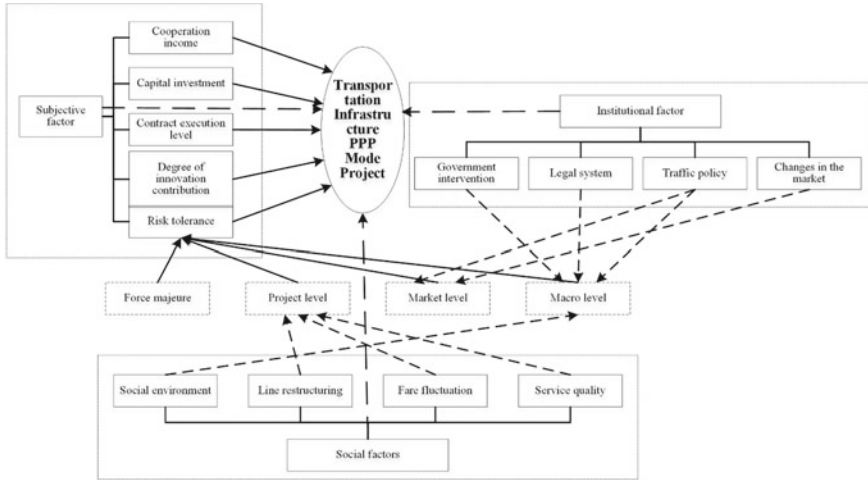 Cooperation
income
Capital investment
Subjective
factor
Contract execution
level
Degree of
innovation
contribution
Risk tolerance
Transpor
tation
Infrastru
cture
PPP
Mode
Project
Institutional factor
Government
intervention
Legal system
Traffic policy
Changes in the
market
Force majeure
Project level
Market level
Macro level
Social environment
Line restructuring
Fare fluctuation
Service quality
Social factors